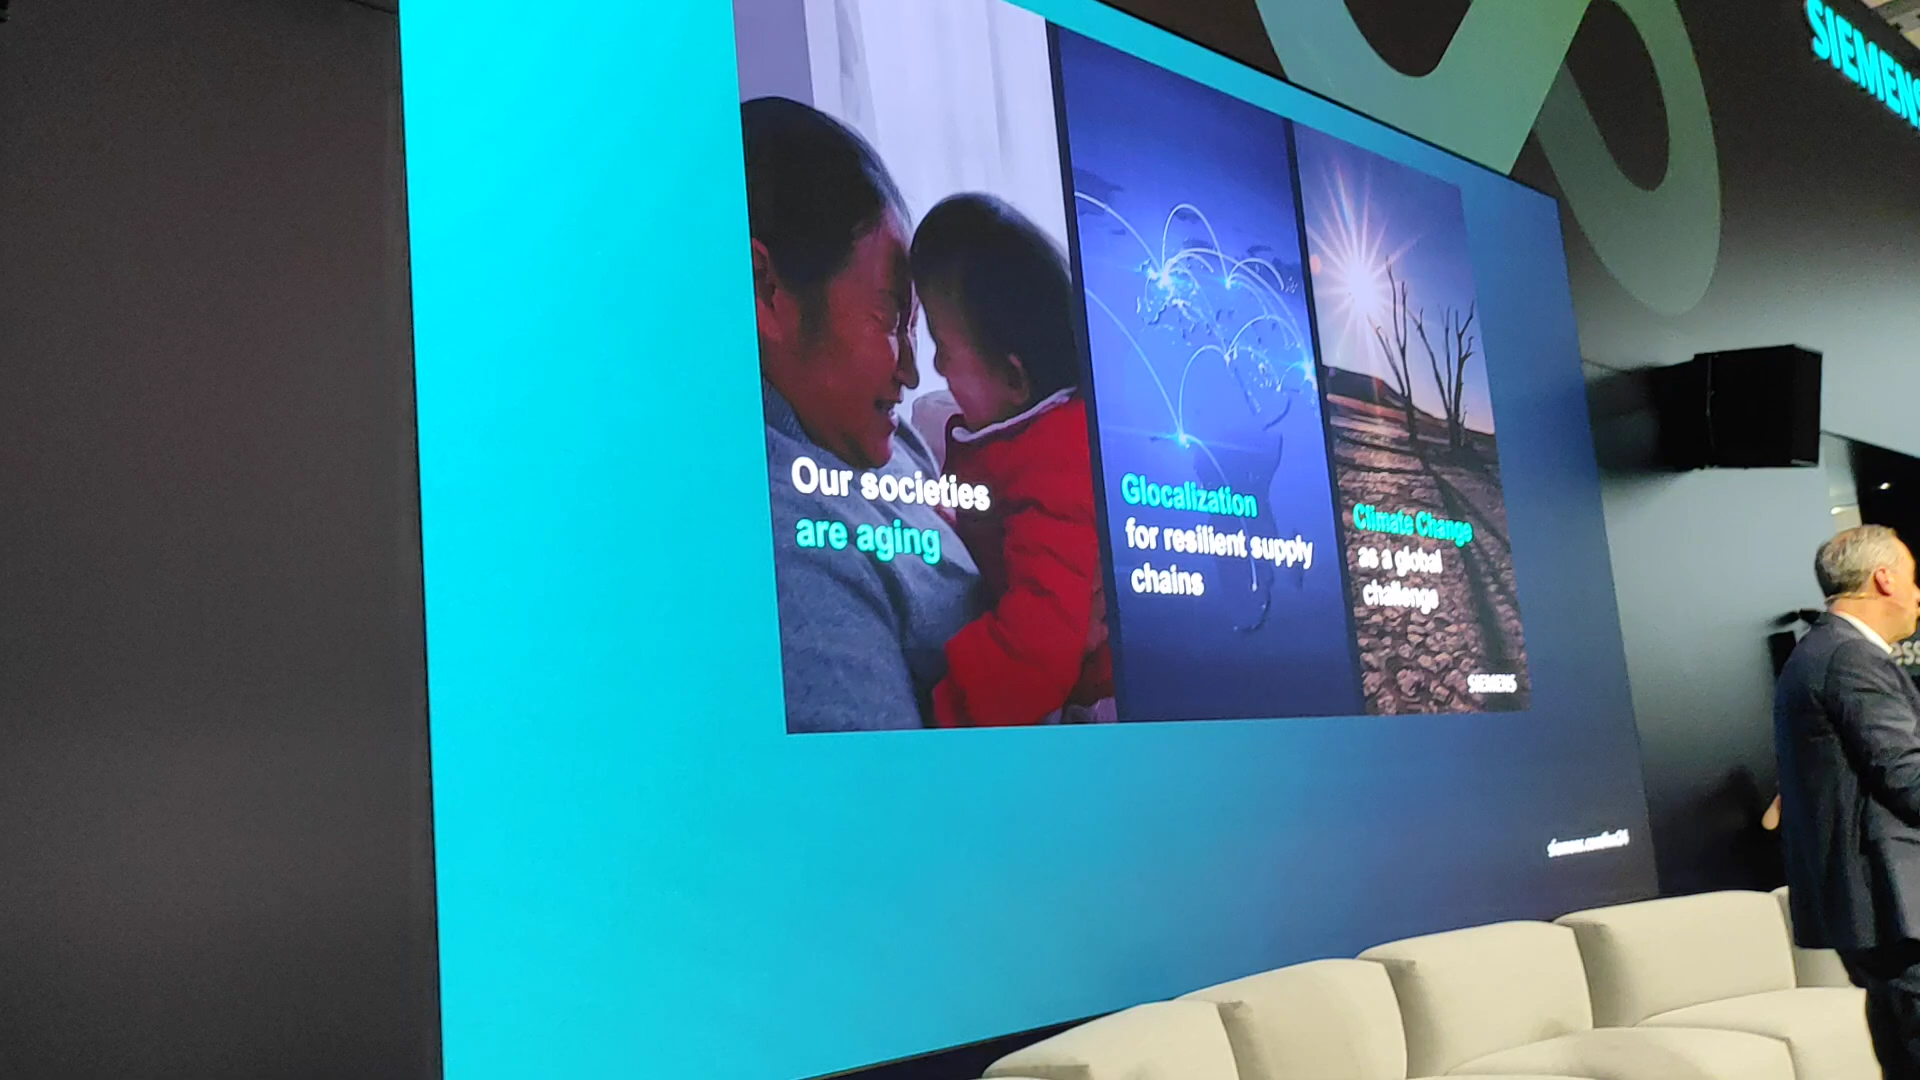 SIEMENS
Our societies
are aging
Glocalization
for resilient supply
chains
Climate Change
as a global
challenge
SIEMENS